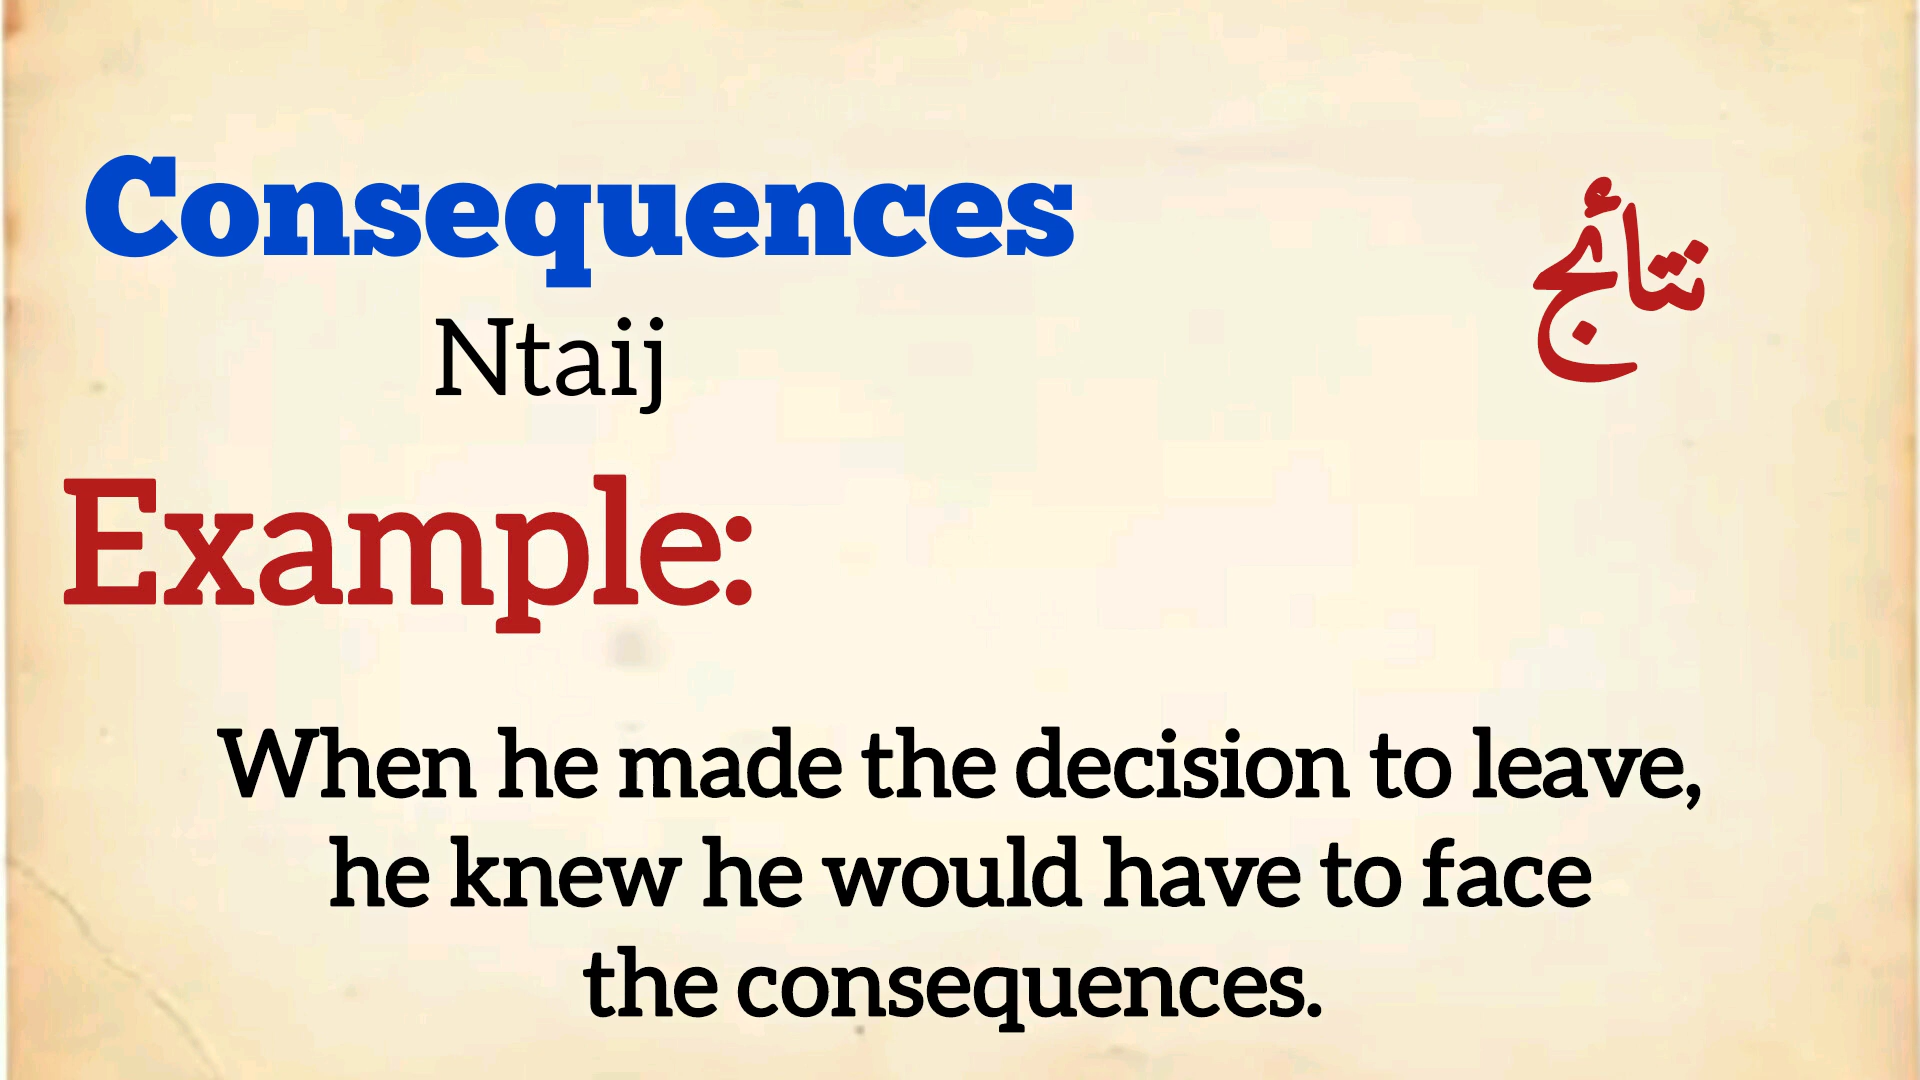 Consequences
نتائج
Ntaij
Example:
When he made the decision to leave,
he knew he would have to face
the consequences.